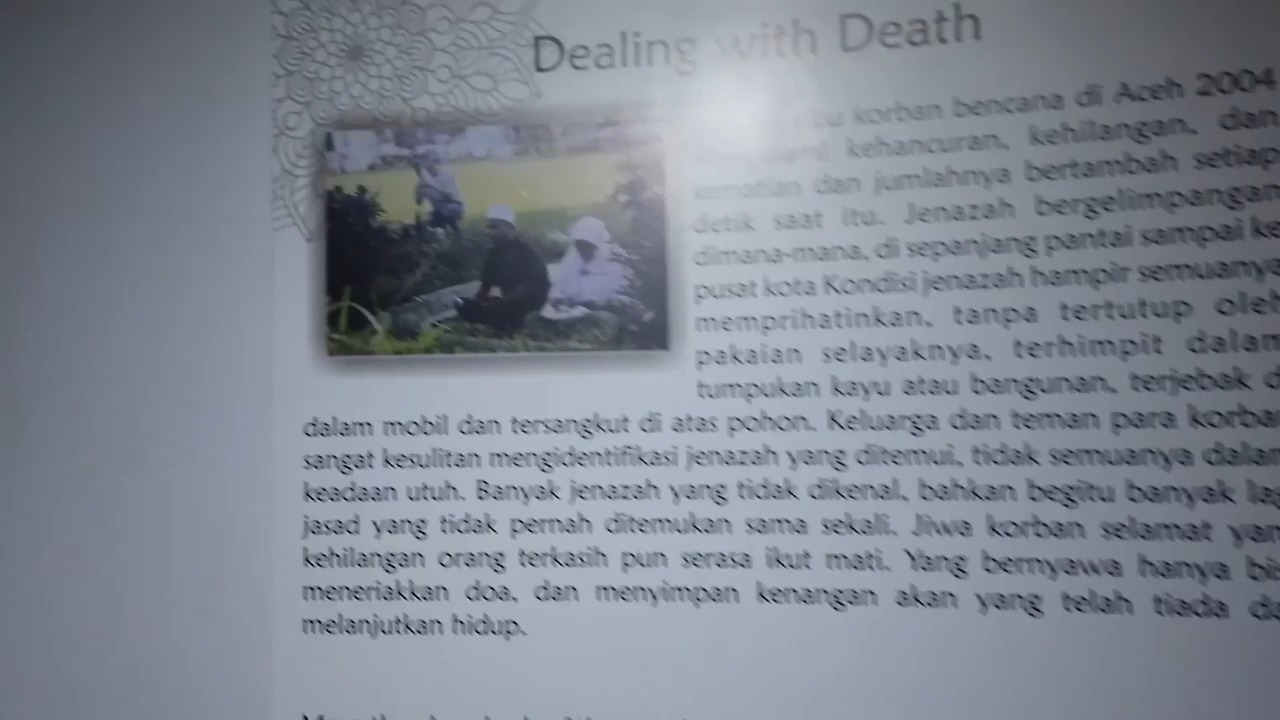 Dealing with Death
korban bencana di Aceh 2004
kehancuran, kehilangan, dan
kematian dan jumlahnya bertambah setiap
detik saat itu. Jenazah bergelimpangan
dimana-mana, di sepanjang pantai sampai ke
pusat kota Kondisi jenazah hampir semuanya
memprihatinkan, tanpa tertutup oleh
pakaian selayaknya, terhimpit dalam
tumpukan kayu atau bangunan, terjebak
dalam mobil dan tersangkut di atas pohon. Keluarga dan teman para korban
sangat kesulitan mengidentifikasi jenazah yang ditemui, tidak semuanya dalam
keadaan utuh. Banyak jenazah yang tidak dikenal, bahkan begitu banyak
jasad yang tidak pernah ditemukan sama sekali. Jiwa korban selamat yang
kehilangan orang terkasih pun serasa ikut mati. Yang bernyawa hanya
meneriakkan doa, dan menyimpan kenangan akan yang telah tiada
melanjutkan hidup.